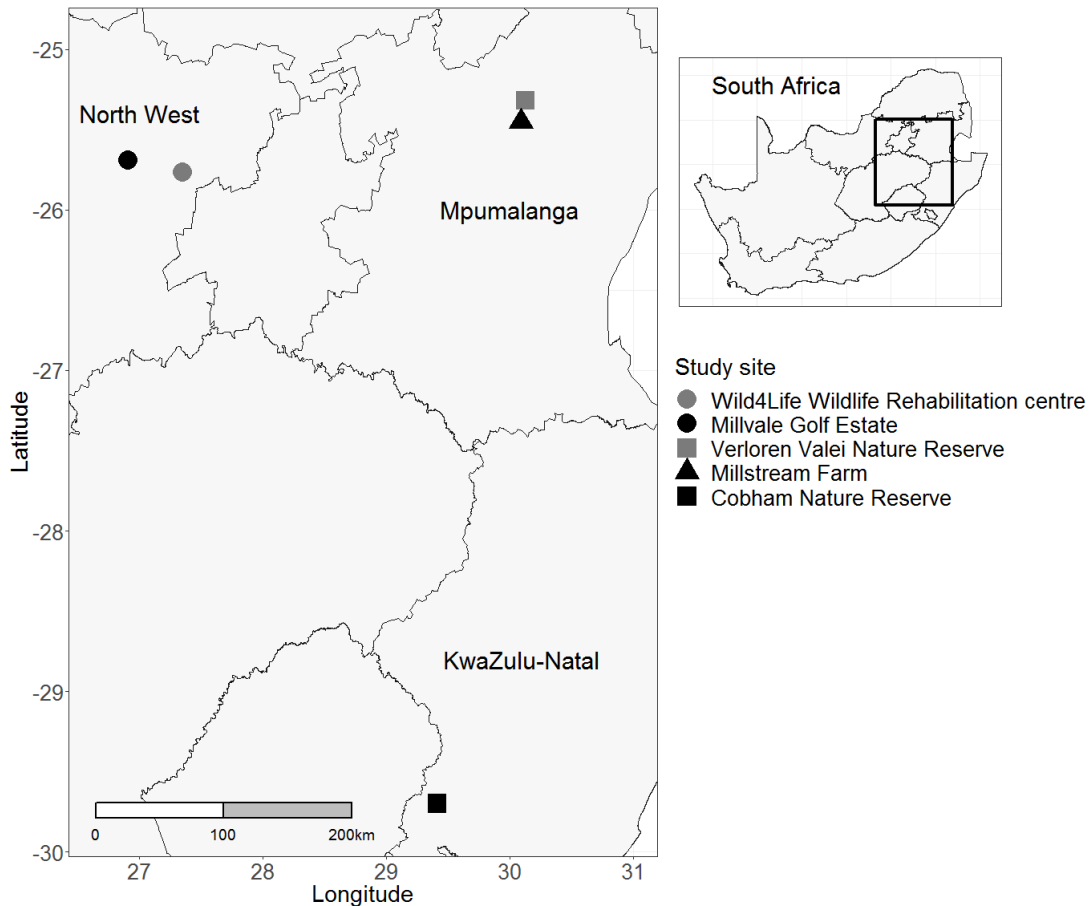 -25
North West
-26
Mpumalanga
-27
Latitude
-28
KwaZulu-Natal
-29
0
100
200km
-30
27
28
29
30
31
Longitude
South Africa
Study site
Wild4Life Wildlife Rehabilitation centre
Millvale Golf Estate
Verloren Valei Nature Reserve
Millstream Farm
Cobham Nature Reserve